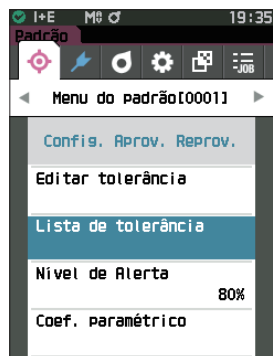 I+E M0 19:35
Padrão
-JOB
Menu do padrão[0001]
Config. Aprov. Reprov.
Editar tolerância
Lista de tolerância
Nível de Alerta
80%
Coef. paramétrico